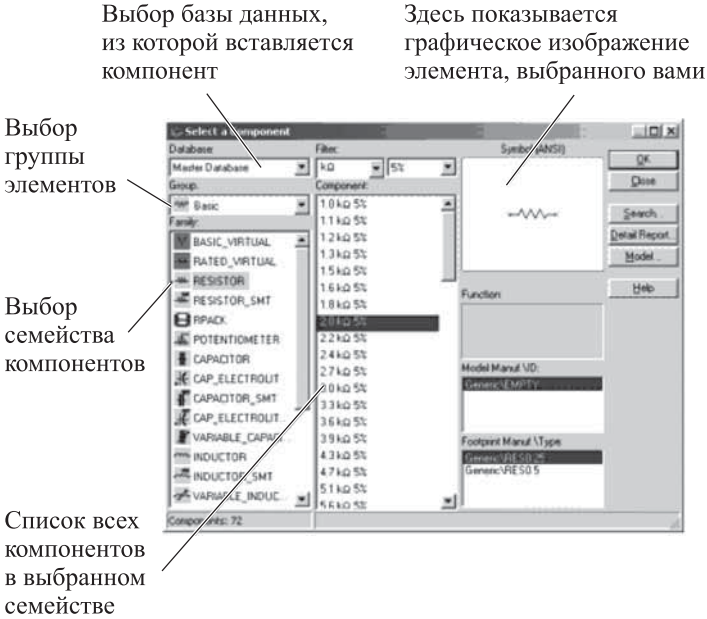 Выбор базы данных,
из которой вставляется
компонент
Здесь показывается
графическое изображение
элемента, выбранного вами
Выбор
группы
элементов
Выбор
семейства
компонентов
Список всех
компонентов
в выбранном
семействе
Select a Component
Database:
Master Database
Group:
Basic
Family:
BASIC_VIRTUAL
RATED_VIRTUAL
RESISTOR
RESISTOR_SMT
RPACK
POTENTIOMETER
CAPACITOR
CAP_ELECTROLIT
CAPACITOR_SMT
CAP_ELECTROLIT
VARIABLE_CAPACI...
INDUCTOR
INDUCTOR_SMT
VARIABLE_INDUC...
Components: 72
Filter:
kΩ
5%
Component:
1.0 kΩ 5%
1.1 kΩ 5%
1.2 kΩ 5%
1.3 kΩ 5%
1.5 kΩ 5%
1.6 kΩ 5%
1.8 kΩ 5%
2.0 kΩ 5%
2.2 kΩ 5%
2.4 kΩ 5%
2.7 kΩ 5%
3.0 kΩ 5%
3.3 kΩ 5%
3.6 kΩ 5%
3.9 kΩ 5%
4.3 kΩ 5%
4.7 kΩ 5%
5.1 kΩ 5%
5.6 kΩ 5%
Symbol (ANSI)
Function:
Model Manuf.\ID:
Generic\EMPTY
Footprint Manuf.\Type
Generic\RES0.25
Generic\RES0.5
OK
Close
Search...
Detail Report...
Model...
Help